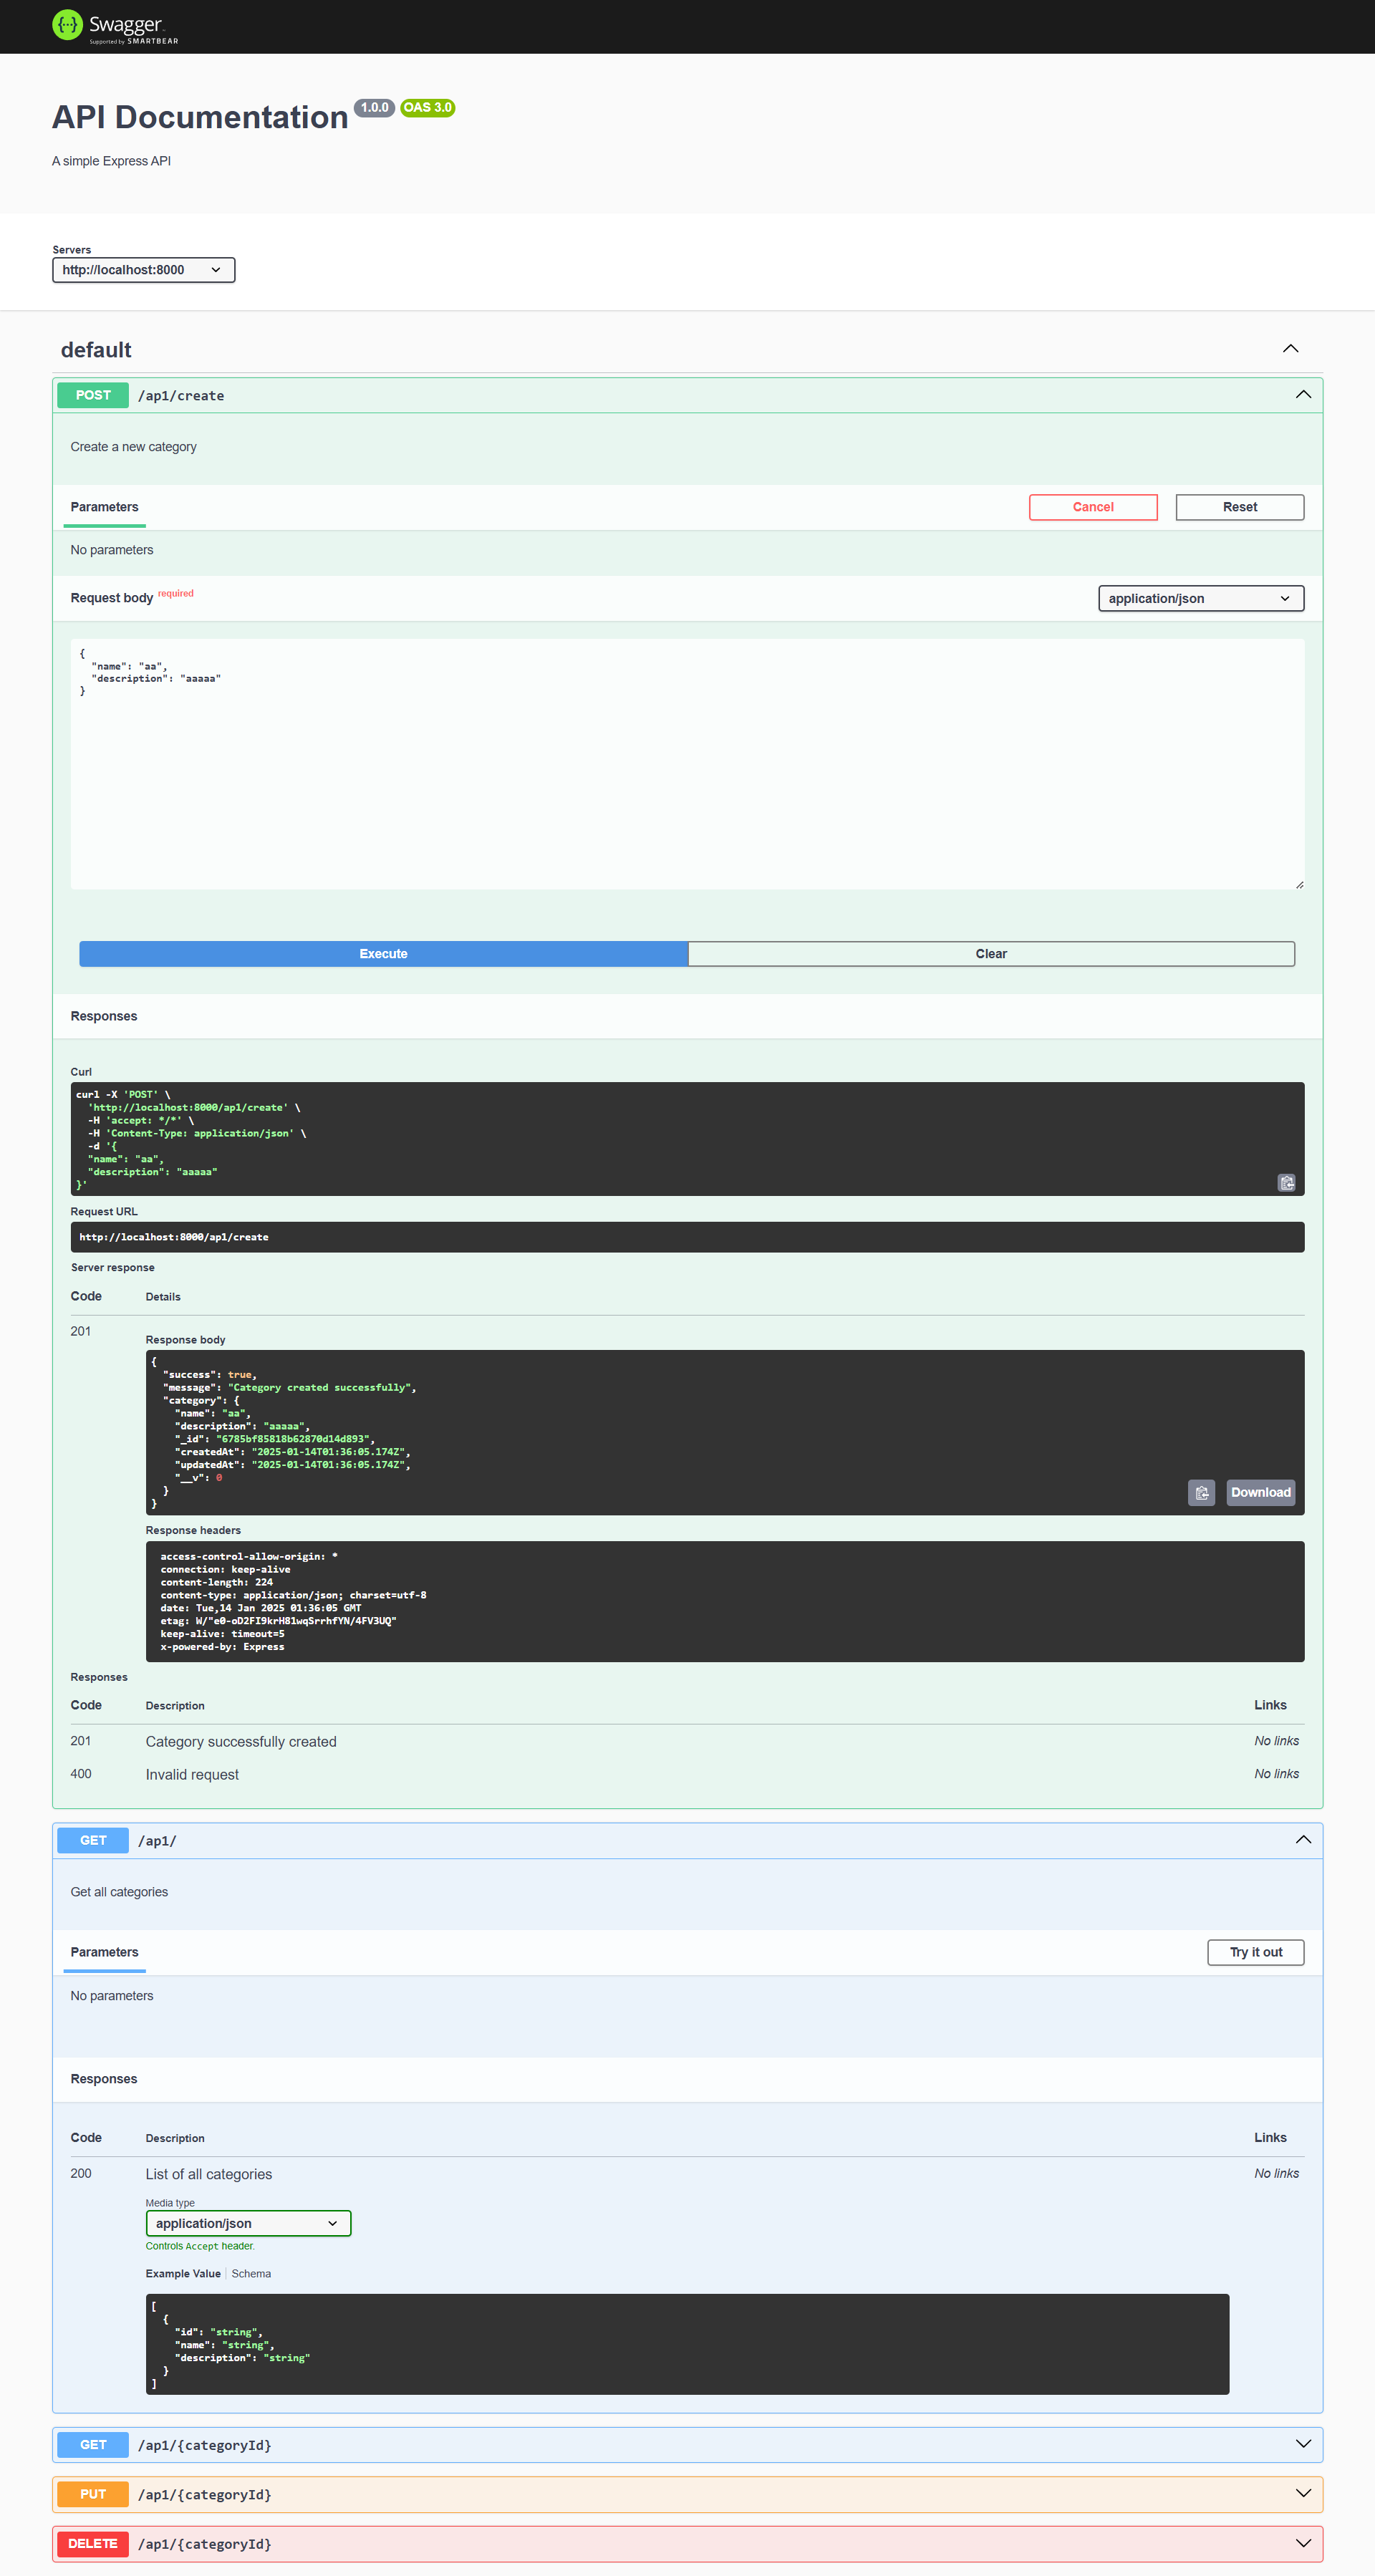 Swagger
Supported by SMARTBEAR
API Documentation 1.0.0 OAS 3.0
A simple Express API
Servers
http://localhost:8000
default
POST /ap1/create
Create a new category
Parameters Cancel Reset
No parameters
Request body required application/json
{
"name": "aa",
"description": "aaaaa"
}
Execute Clear
Responses
Curl
curl -X 'POST' \
'http://localhost:8000/ap1/create' \
-H 'accept: */*' \
-H 'Content-Type: application/json' \
-d '{
"name": "aa",
"description": "aaaaa"
}'
Request URL
http://localhost:8000/ap1/create
Server response
Code Details
201
Response body
{
"success": true,
"message": "Category created successfully",
"category": {
"name": "aa",
"description": "aaaaa",
"_id": "6785bf85818b62870d14d893",
"createdAt": "2025-01-14T01:36:05.174Z",
"updatedAt": "2025-01-14T01:36:05.174Z",
"__v": 0
}
}
Download
Response headers
access-control-allow-origin: *
connection: keep-alive
content-length: 224
content-type: application/json; charset=utf-8
date: Tue,14 Jan 2025 01:36:05 GMT
etag: W/"e0-oD2FI9krH81wqSrrhfYN/4FV3UQ"
keep-alive: timeout=5
x-powered-by: Express
Responses
Code Description Links
201 Category successfully created No links
400 Invalid request No links
GET /ap1/
Get all categories
Parameters Try it out
No parameters
Responses
Code Description Links
200 List of all categories No links
Media type
application/json
Controls Accept header.
Example Value Schema
[
{
"id": "string",
"name": "string",
"description": "string"
}
]
GET /ap1/{categoryId}
PUT /ap1/{categoryId}
DELETE /ap1/{categoryId}